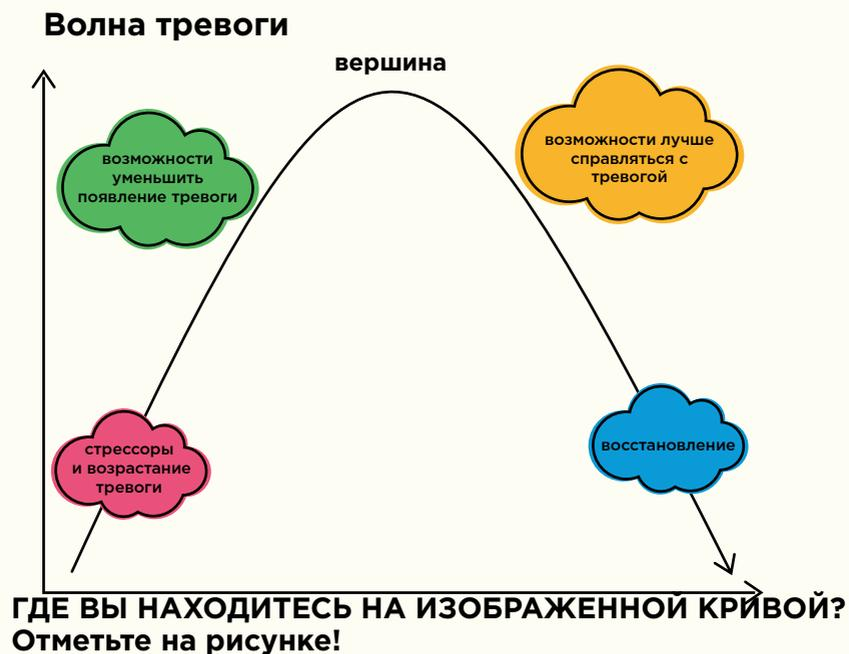 Волна тревоги
вершина
возможности
уменьшить
появление тревоги
возможности лучше
справляться с
тревогой
стрессоры
и возрастание
тревоги
восстановление
ГДЕ ВЫ НАХОДИТЕСЬ НА ИЗОБРАЖЕННОЙ КРИВОЙ?
Отметьте на рисунке!